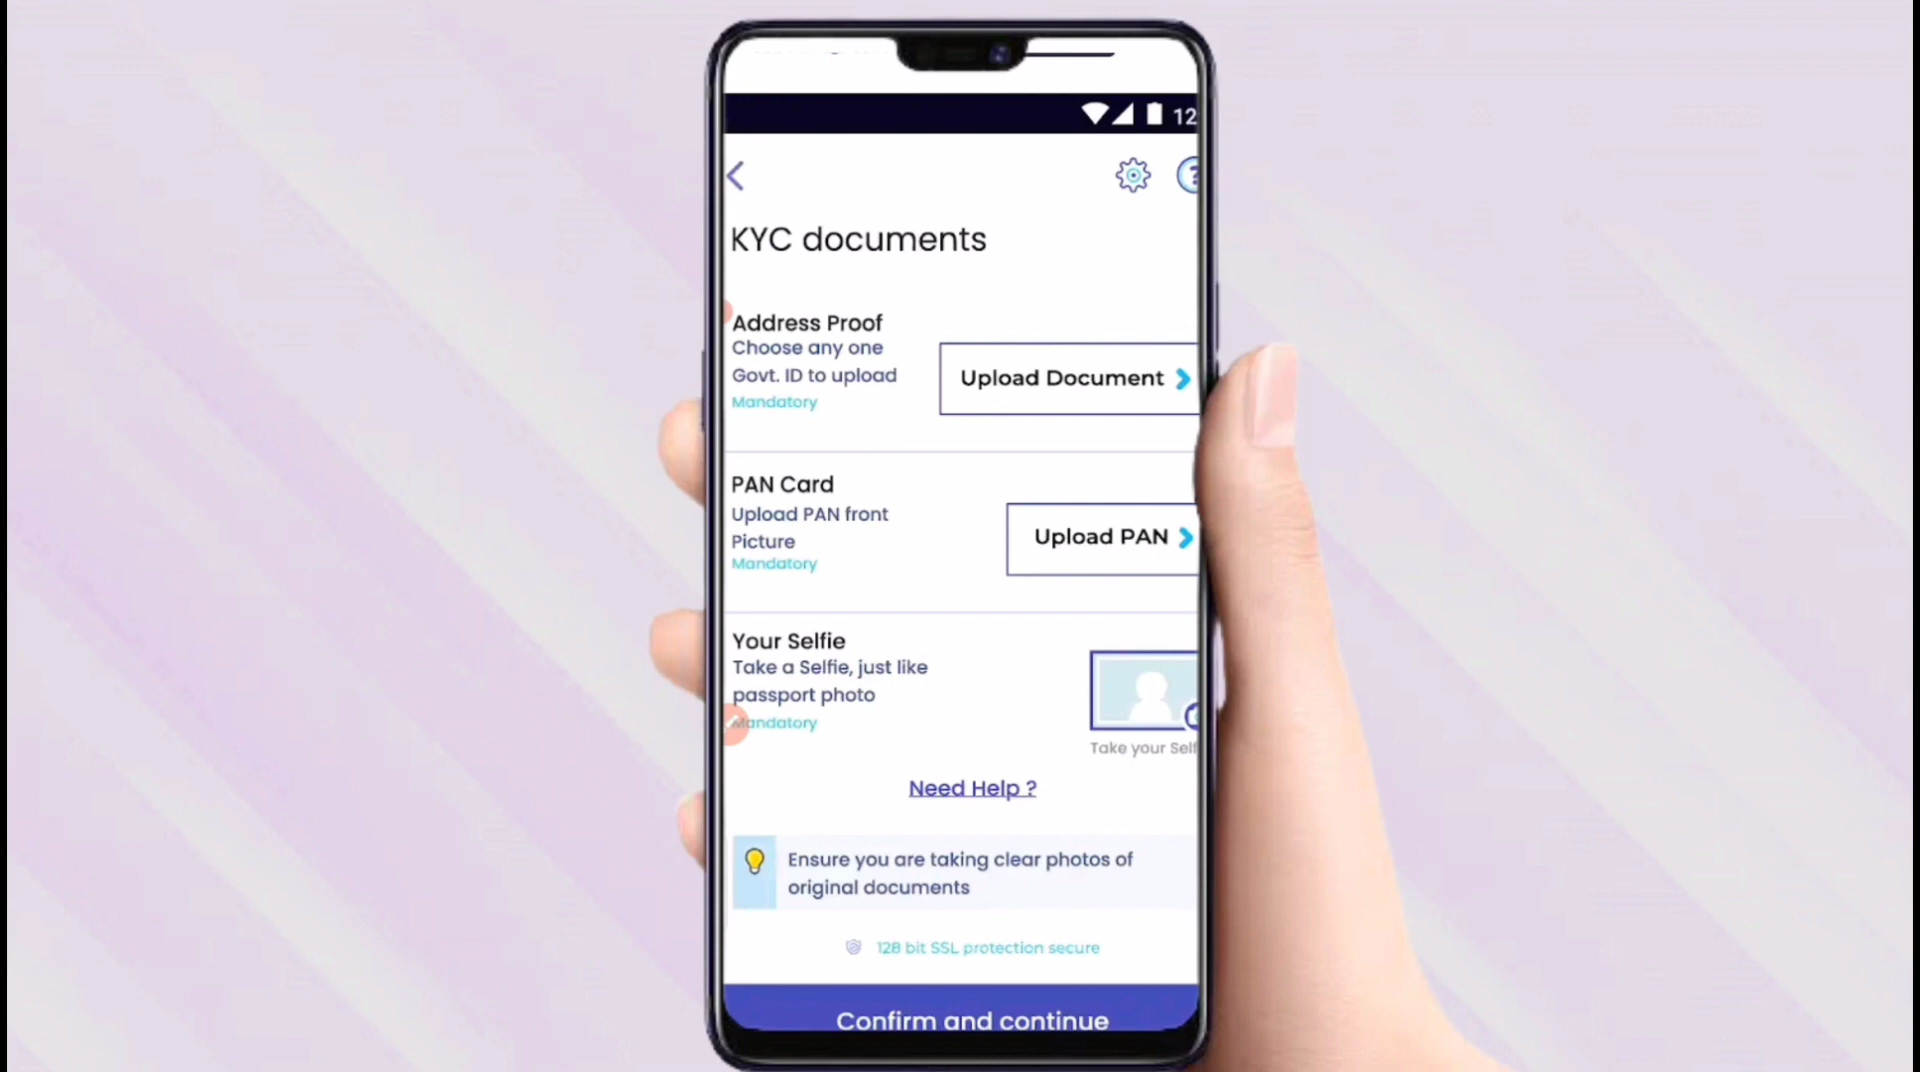 12
KYC documents
Address Proof
Choose any one
Govt. ID to upload
Mandatory
Upload Document
PAN Card
Upload PAN front
Picture
Mandatory
Upload PAN
Your Selfie
Take a Selfie, just like
passport photo
Mandatory
Take your Self
Need Help ?
Ensure you are taking clear photos of
original documents
128 bit SSL protection secure
Confirm and continue